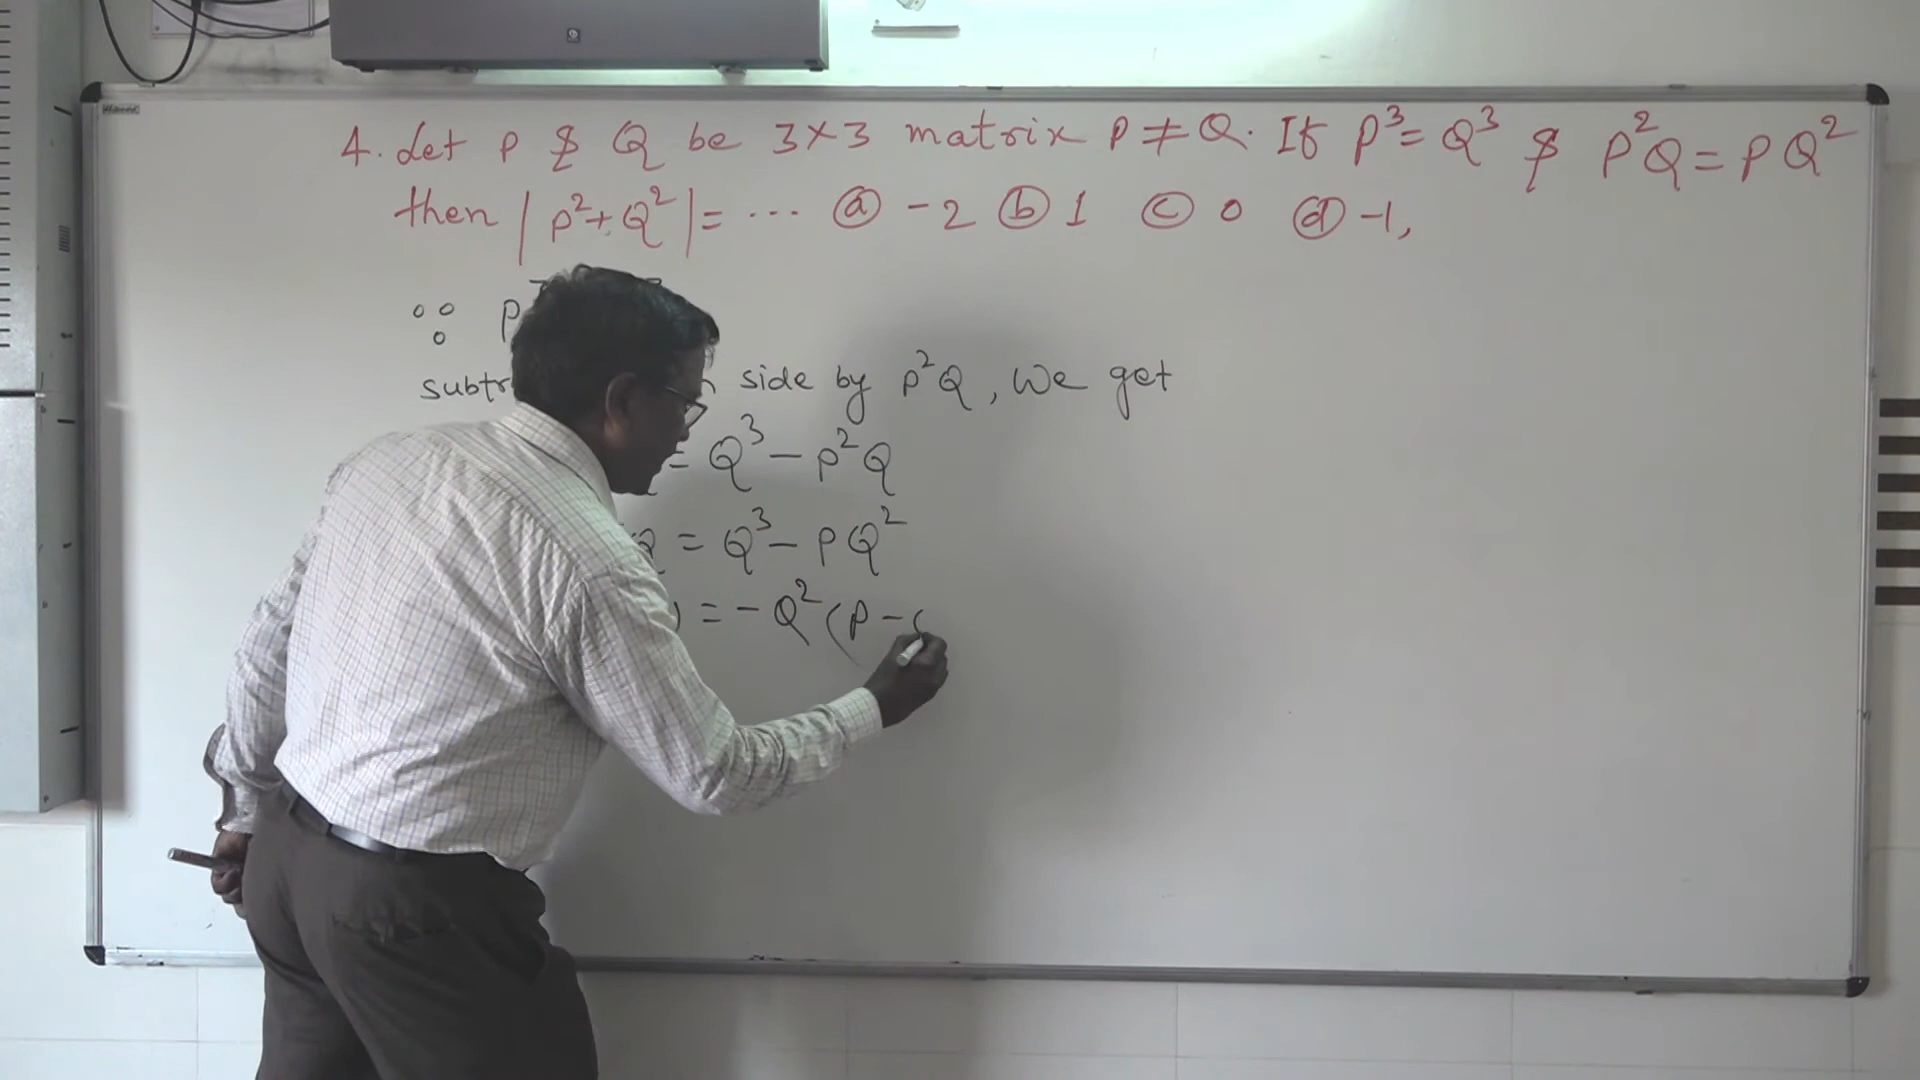 4. Let P & Q be 3×3 matrix P ≠ Q. If P³ = Q³ & P²Q = PQ²
then |P²+Q²| = ... ⓐ -2 ⓑ 1 ⓒ 0 ⓓ -1,
∵ P
side by P²Q, We get
= Q³ - P²Q
Q = Q³ - PQ²
) = -Q²(P -